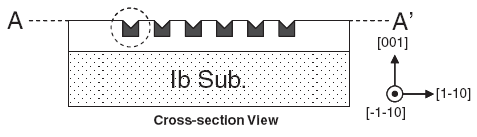 A A'
[001]
Ib Sub.
[1-10]
[-1-10]
Cross-section View